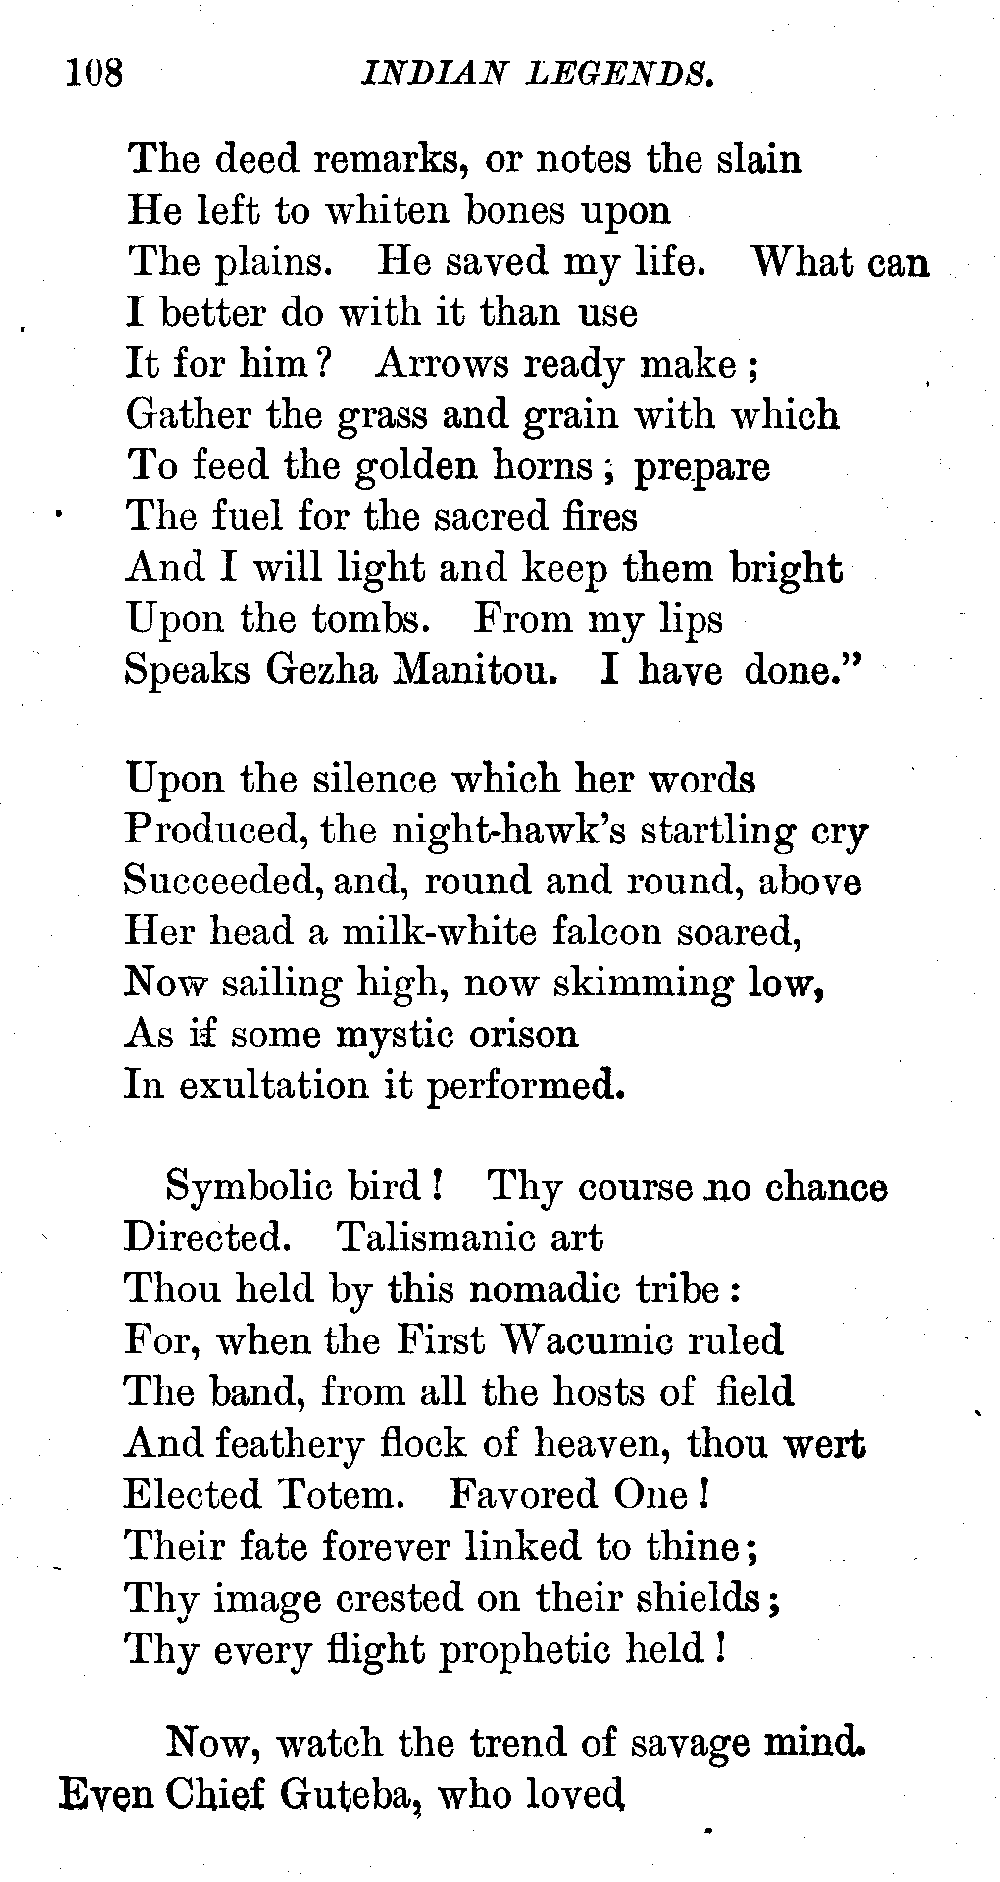 108 INDIAN LEGENDS.
The deed remarks, or notes the slain
He left to whiten bones upon
The plains. He saved my life. What can
I better do with it than use
It for him? Arrows ready make;
Gather the grass and grain with which
To feed the golden horns; prepare
The fuel for the sacred fires
And I will light and keep them bright
Upon the tombs. From my lips
Speaks Gezha Manitou. I have done.”
Upon the silence which her words
Produced, the night-hawk’s startling cry
Succeeded, and, round and round, above
Her head a milk-white falcon soared,
Now sailing high, now skimming low,
As if some mystic orison
In exultation it performed.
Symbolic bird! Thy course no chance
Directed. Talismanic art
Thou held by this nomadic tribe:
For, when the First Wacumic ruled
The band, from all the hosts of field
And feathery flock of heaven, thou wert
Elected Totem. Favored One!
Their fate forever linked to thine;
Thy image crested on their shields;
Thy every flight prophetic held!
Now, watch the trend of savage mind.
Even Chief Guteba, who loved